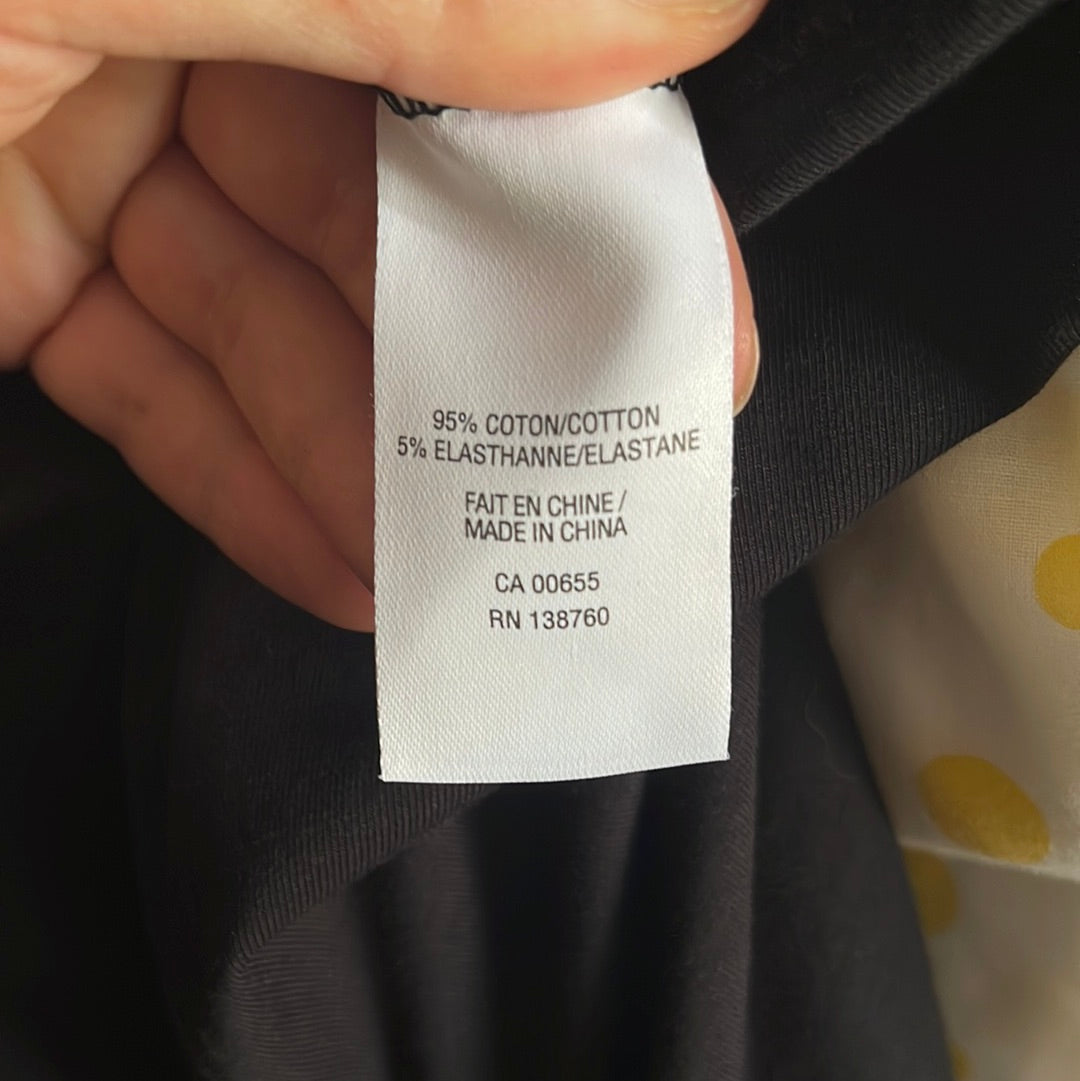 95% COTON/COTTON
5% ELASTHANNE/ELASTANE
FAIT EN CHINE /
MADE IN CHINA
CA 00655
RN 138760